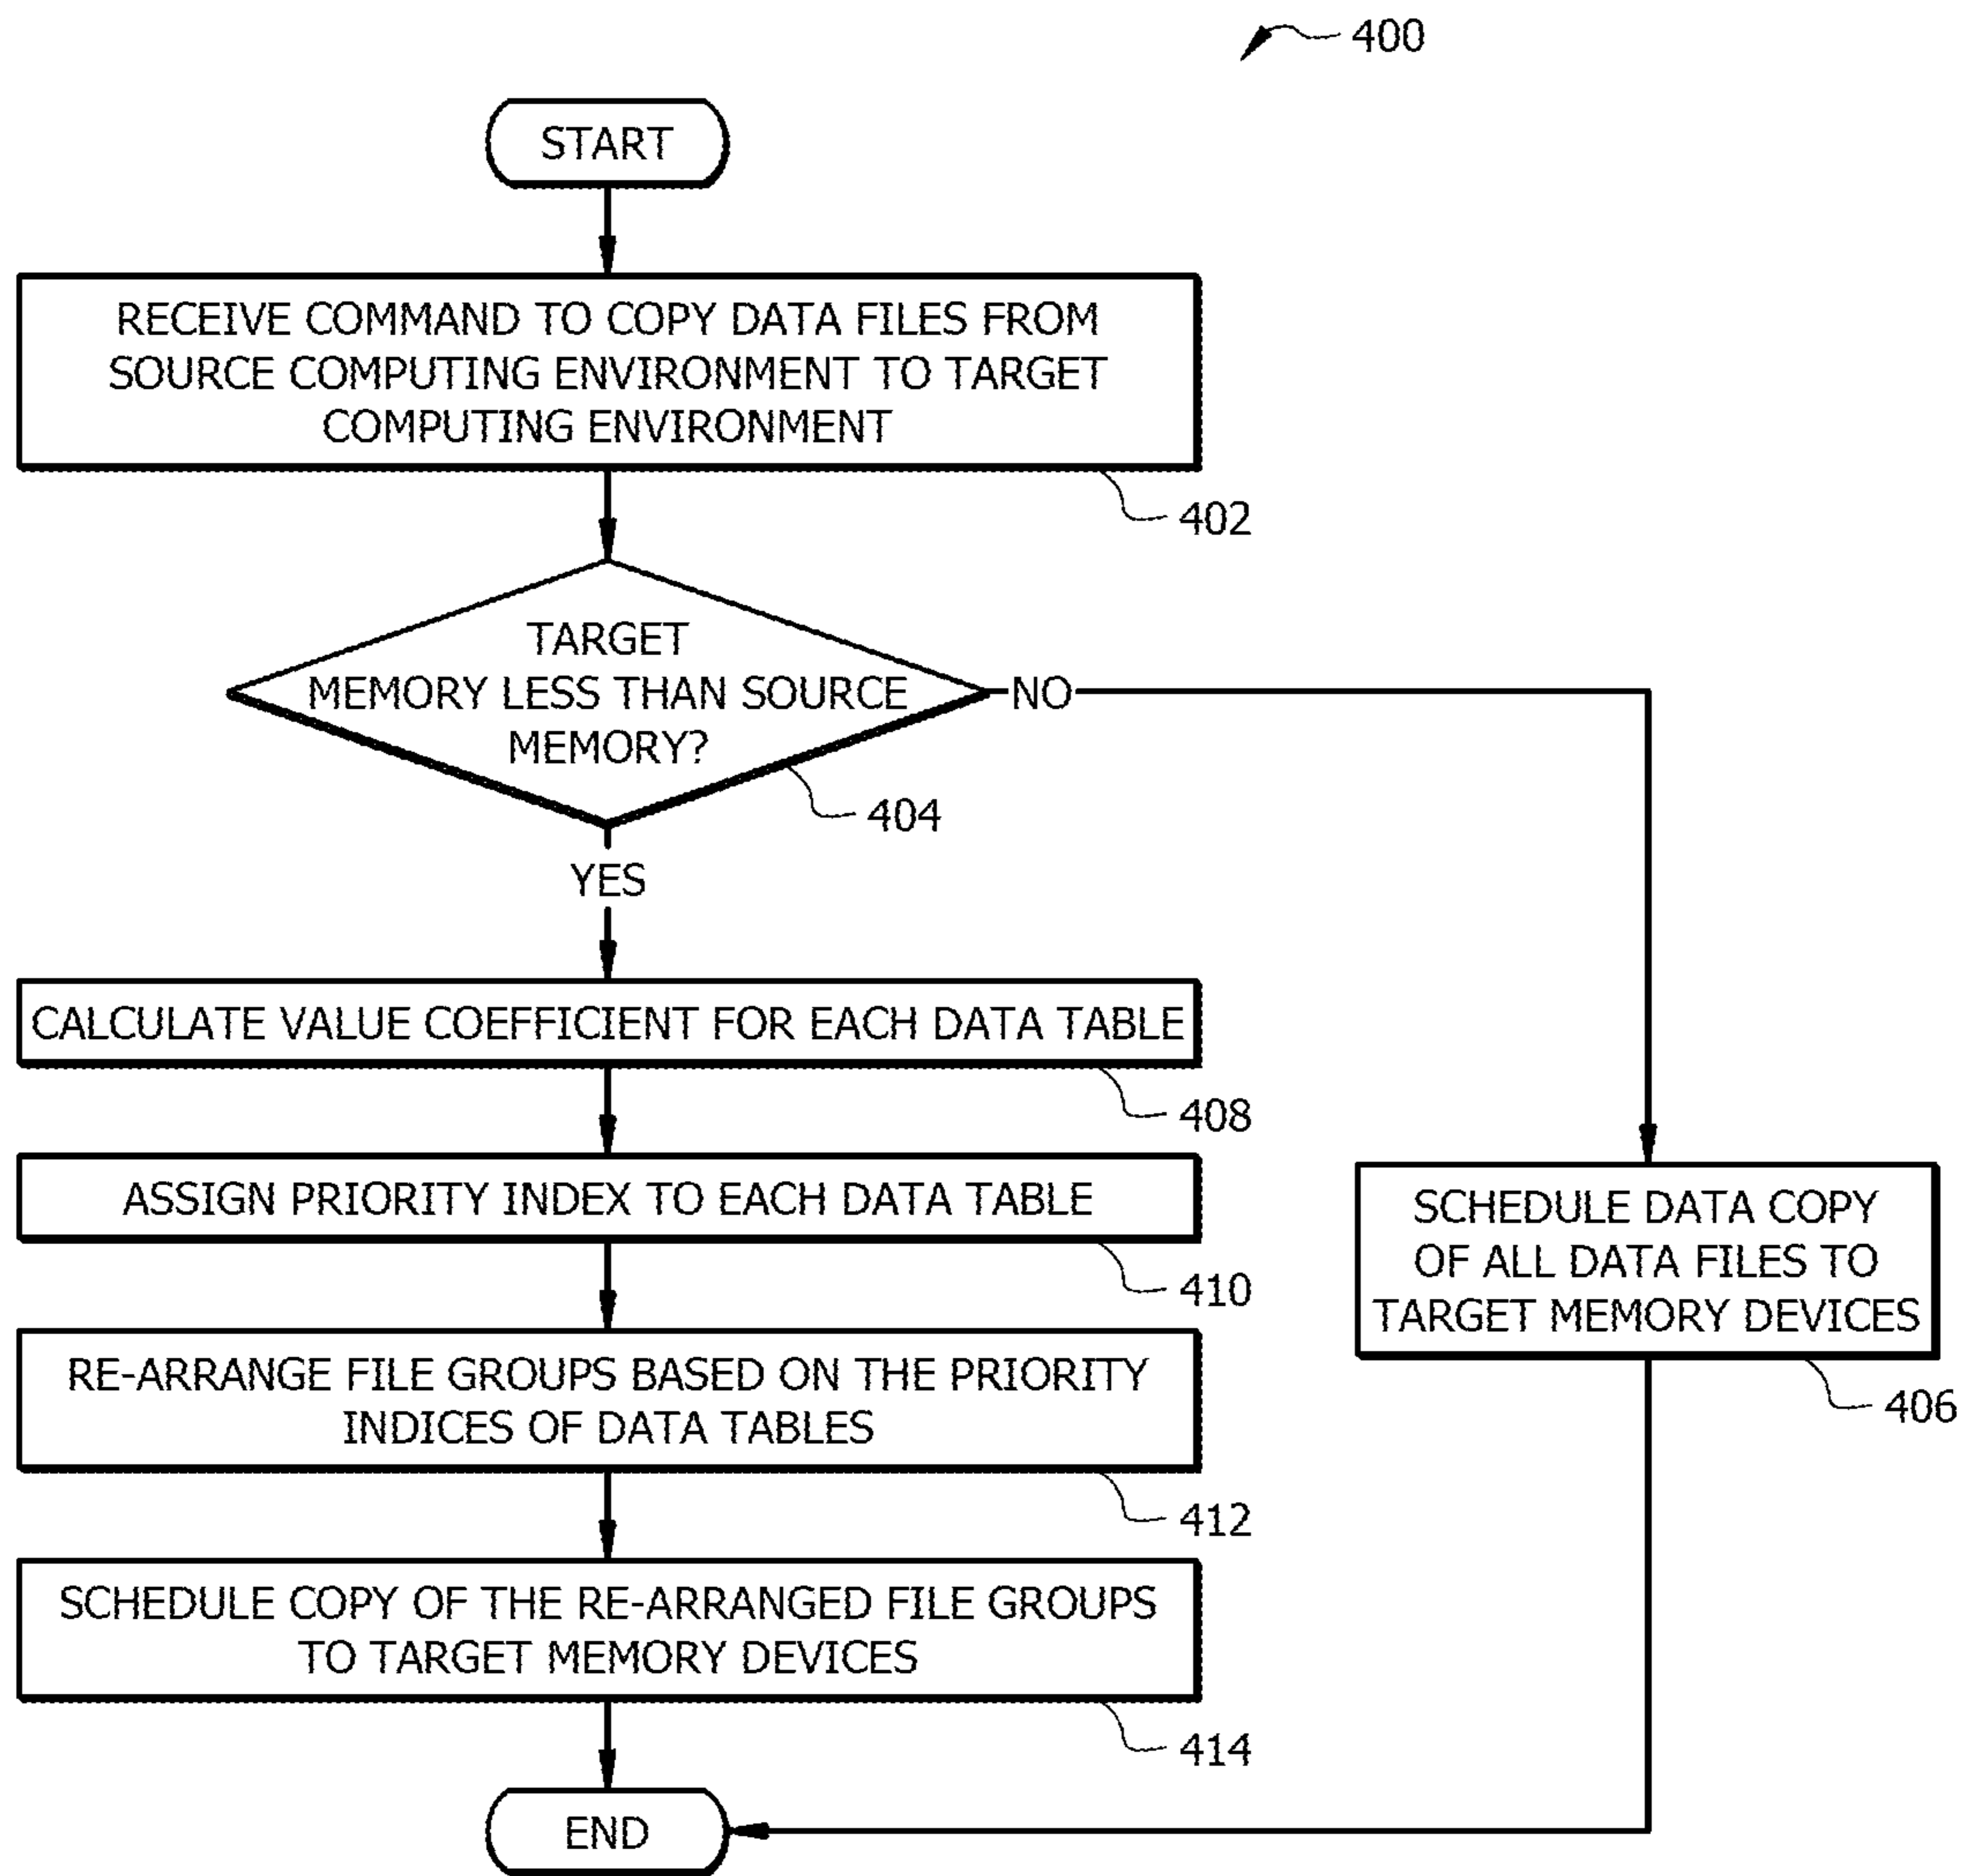 400
START
RECEIVE COMMAND TO COPY DATA FILES FROM
SOURCE COMPUTING ENVIRONMENT TO TARGET
COMPUTING ENVIRONMENT
402
TARGET
MEMORY LESS THAN SOURCE
MEMORY?
NO
404
YES
CALCULATE VALUE COEFFICIENT FOR EACH DATA TABLE
408
ASSIGN PRIORITY INDEX TO EACH DATA TABLE
410
SCHEDULE DATA COPY
OF ALL DATA FILES TO
TARGET MEMORY DEVICES
406
RE-ARRANGE FILE GROUPS BASED ON THE PRIORITY
INDICES OF DATA TABLES
412
SCHEDULE COPY OF THE RE-ARRANGED FILE GROUPS
TO TARGET MEMORY DEVICES
414
END